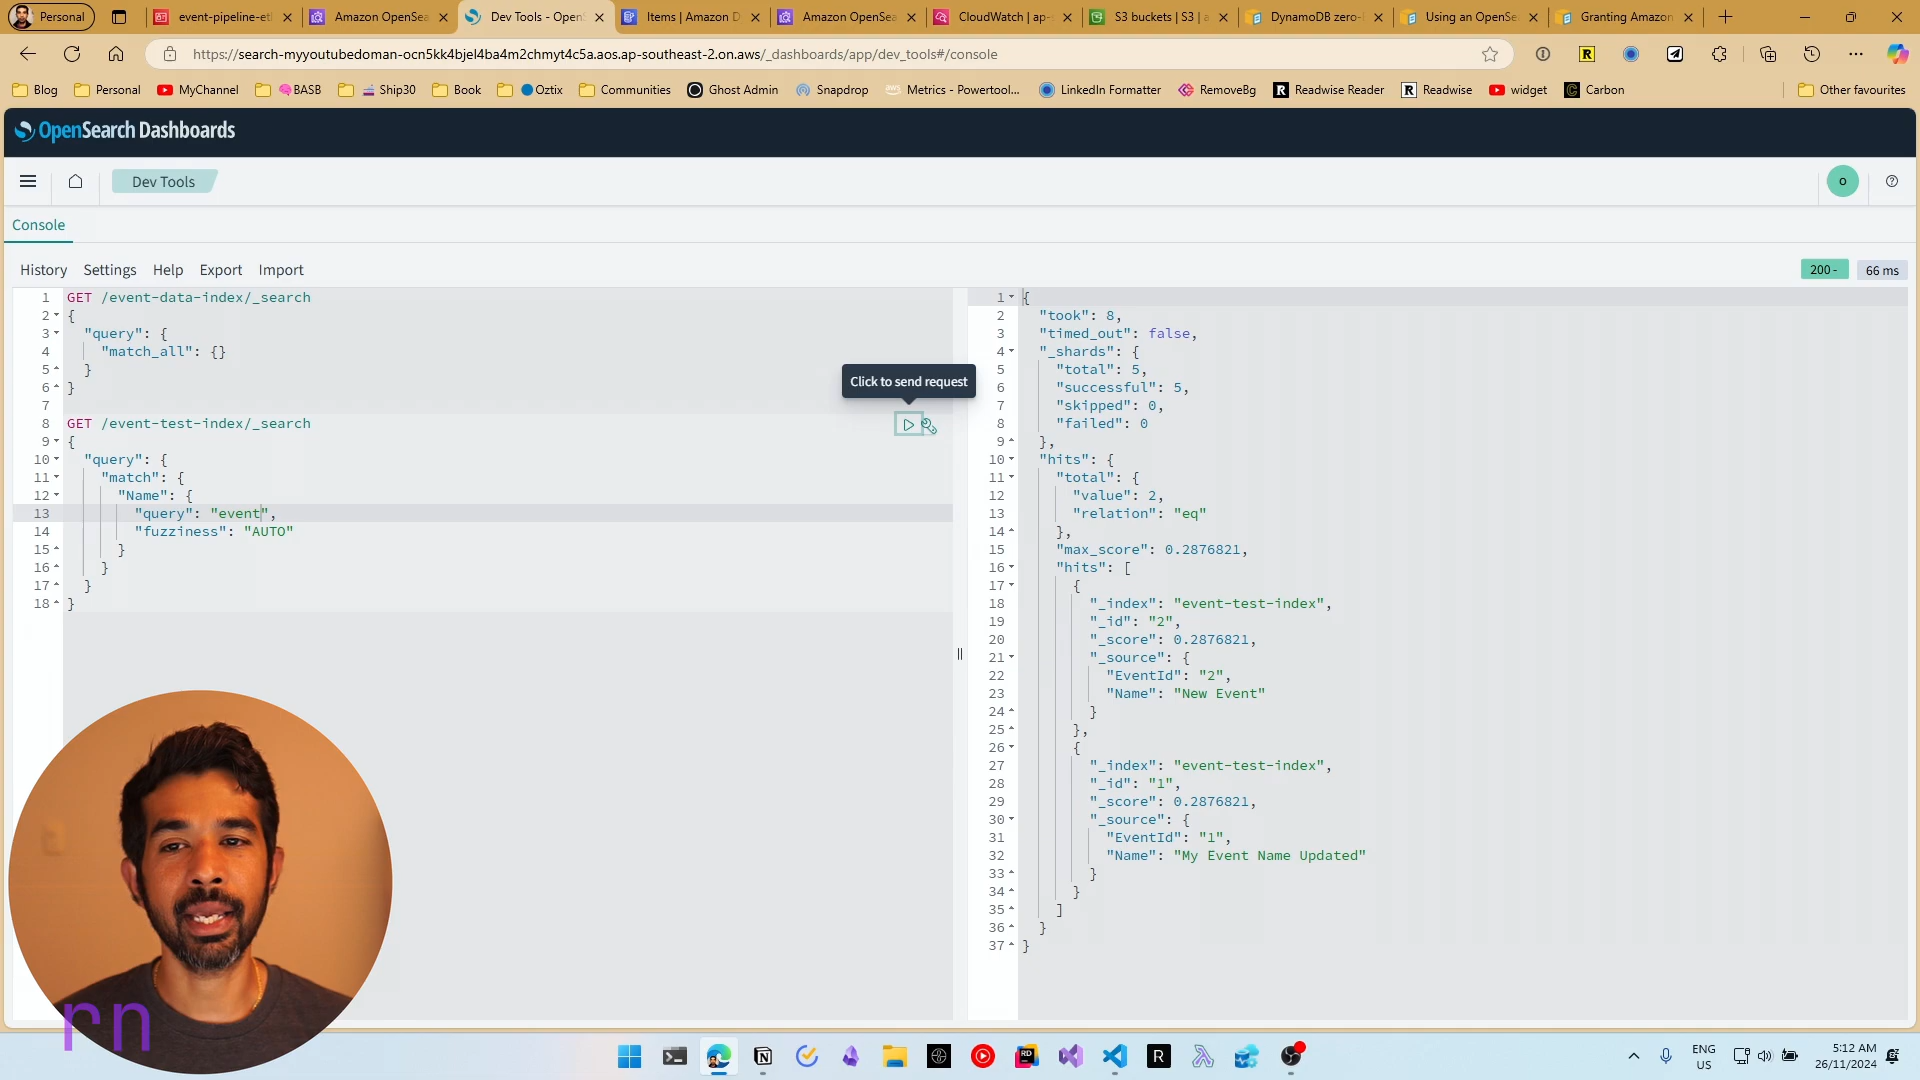 Personal
event-pipeline-et
Amazon OpenSea
Dev Tools - OpenS
Items | Amazon D
Amazon OpenSea
CloudWatch | ap-s
S3 buckets | S3 | a
DynamoDB zero-
Using an OpenSe
Granting Amazon
https://search-myyoutubedoman-ocn5kk4bjel4ba4m2chmyt4c5a.aos.ap-southeast-2.on.aws/_dashboards/app/dev_tools#/console
Blog
Personal
MyChannel
BASB
Ship30
Book
Oztix
Communities
Ghost Admin
Snapdrop
Metrics - Powertool...
LinkedIn Formatter
RemoveBg
Readwise Reader
Readwise
widget
Carbon
Other favourites
OpenSearch Dashboards
Dev Tools
o
Console
History
Settings
Help
Export
Import
200 -
66 ms
1 GET /event-data-index/_search
2 {
3 "query": {
4 "match_all": {}
5 }
6 }
7
8 GET /event-test-index/_search
9 {
10 "query": {
11 "match": {
12 "Name": {
13 "query": "event",
14 "fuzziness": "AUTO"
15 }
16 }
17 }
18 }
Click to send request
1 {
2 "took": 8,
3 "timed_out": false,
4 "_shards": {
5 "total": 5,
6 "successful": 5,
7 "skipped": 0,
8 "failed": 0
9 },
10 "hits": {
11 "total": {
12 "value": 2,
13 "relation": "eq"
14 },
15 "max_score": 0.2876821,
16 "hits": [
17 {
18 "_index": "event-test-index",
19 "_id": "2",
20 "_score": 0.2876821,
21 "_source": {
22 "EventId": "2",
23 "Name": "New Event"
24 }
25 },
26 {
27 "_index": "event-test-index",
28 "_id": "1",
29 "_score": 0.2876821,
30 "_source": {
31 "EventId": "1",
32 "Name": "My Event Name Updated"
33 }
34 }
35 ]
36 }
37 }
rn
ENG
US
5:12 AM
26/11/2024